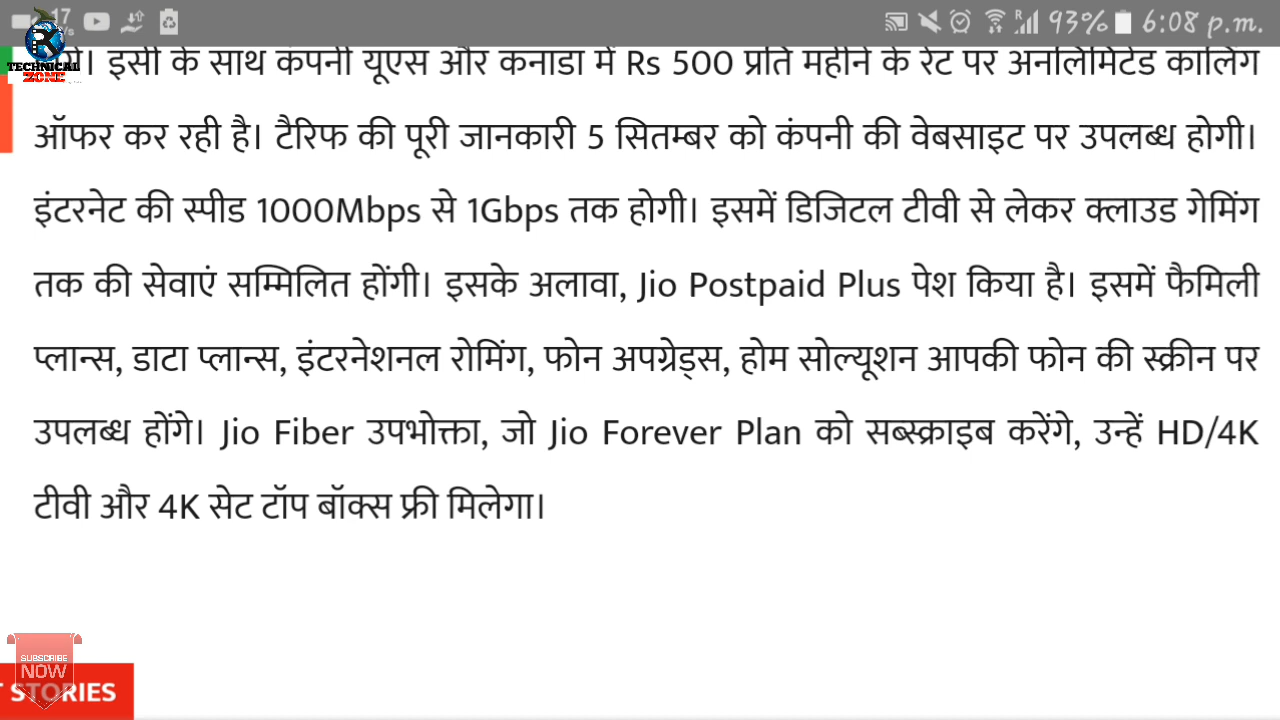 17 93% 6:08 p.m.
TECHNICAL
ZONE
इसी के साथ कंपनी यूएस और कनाडा में Rs 500 प्रति महीने के रेट पर अनलिमिटेड कॉलिंग
ऑफर कर रही है। टैरिफ की पूरी जानकारी 5 सितम्बर को कंपनी की वेबसाइट पर उपलब्ध होगी।
इंटरनेट की स्पीड 1000Mbps से 1Gbps तक होगी। इसमें डिजिटल टीवी से लेकर क्लाउड गेमिंग
तक की सेवाएं सम्मिलित होंगी। इसके अलावा, Jio Postpaid Plus पेश किया है। इसमें फैमिली
प्लान्स, डाटा प्लान्स, इंटरनेशनल रोमिंग, फोन अपग्रेड्स, होम सोल्यूशन आपकी फोन की स्क्रीन पर
उपलब्ध होंगे। Jio Fiber उपभोक्ता, जो Jio Forever Plan को सब्स्क्राइब करेंगे, उन्हें HD/4K
टीवी और 4K सेट टॉप बॉक्स फ्री मिलेगा।
SUBSCRIBE
NOW
STORIES